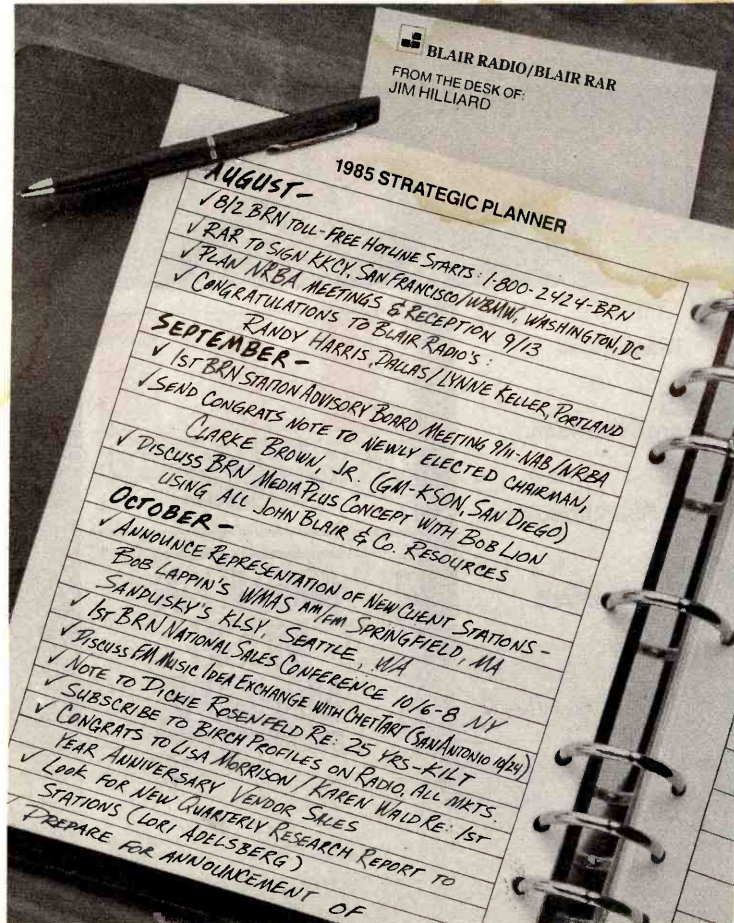 BLAIR RADIO/BLAIR RAR
FROM THE DESK OF:
JIM HILLIARD
1985 STRATEGIC PLANNER
AUGUST -
✓ 8/2 BRN TOLL-FREE HOTLINE STARTS: 1-800-2424-BRN
✓ RAR TO SIGN KKCY, SAN FRANCISCO/WBMW, WASHINGTON, DC
✓ PLAN NRBA MEETINGS & RECEPTION 9/13
✓ CONGRATULATIONS TO BLAIR RADIO'S:
RANDY HARRIS, DALLAS/LYNNE KELLER, PORTLAND
SEPTEMBER -
✓ 1ST BRN STATION ADVISORY BOARD MEETING 9/11-NAB/NRBA
✓ SEND CONGRATS NOTE TO NEWLY ELECTED CHAIRMAN,
CLARKE BROWN, JR. (GM-KSON, SAN DIEGO)
✓ DISCUSS BRN MEDIA PLUS CONCEPT WITH BOB LION
USING ALL JOHN BLAIR & CO. RESOURCES
OCTOBER -
✓ ANNOUNCE REPRESENTATION OF NEW CLIENT STATIONS -
BOB LAPPIN'S WMAS AM/FM SPRINGFIELD, MA
SANDUSKY'S KLSY, SEATTLE, WA
✓ 1ST BRN NATIONAL SALES CONFERENCE 10/6-8 NY
✓ DISCUSS FM MUSIC IDEA EXCHANGE WITH CHET TART (SAN ANTONIO 10/24)
✓ NOTE TO DICKIE ROSENFELD RE: 25 YRS-KILT
✓ SUBSCRIBE TO BIRCH PROFILES ON RADIO, ALL MKTS.
✓ CONGRATS TO LISA MORRISON / KAREN WALD RE: 1ST
YEAR ANNIVERSARY VENDOR SALES
✓ LOOK FOR NEW QUARTERLY RESEARCH REPORT TO
STATIONS (LORI ADELSBERG)
✓ PREPARE FOR ANNOUNCEMENT OF